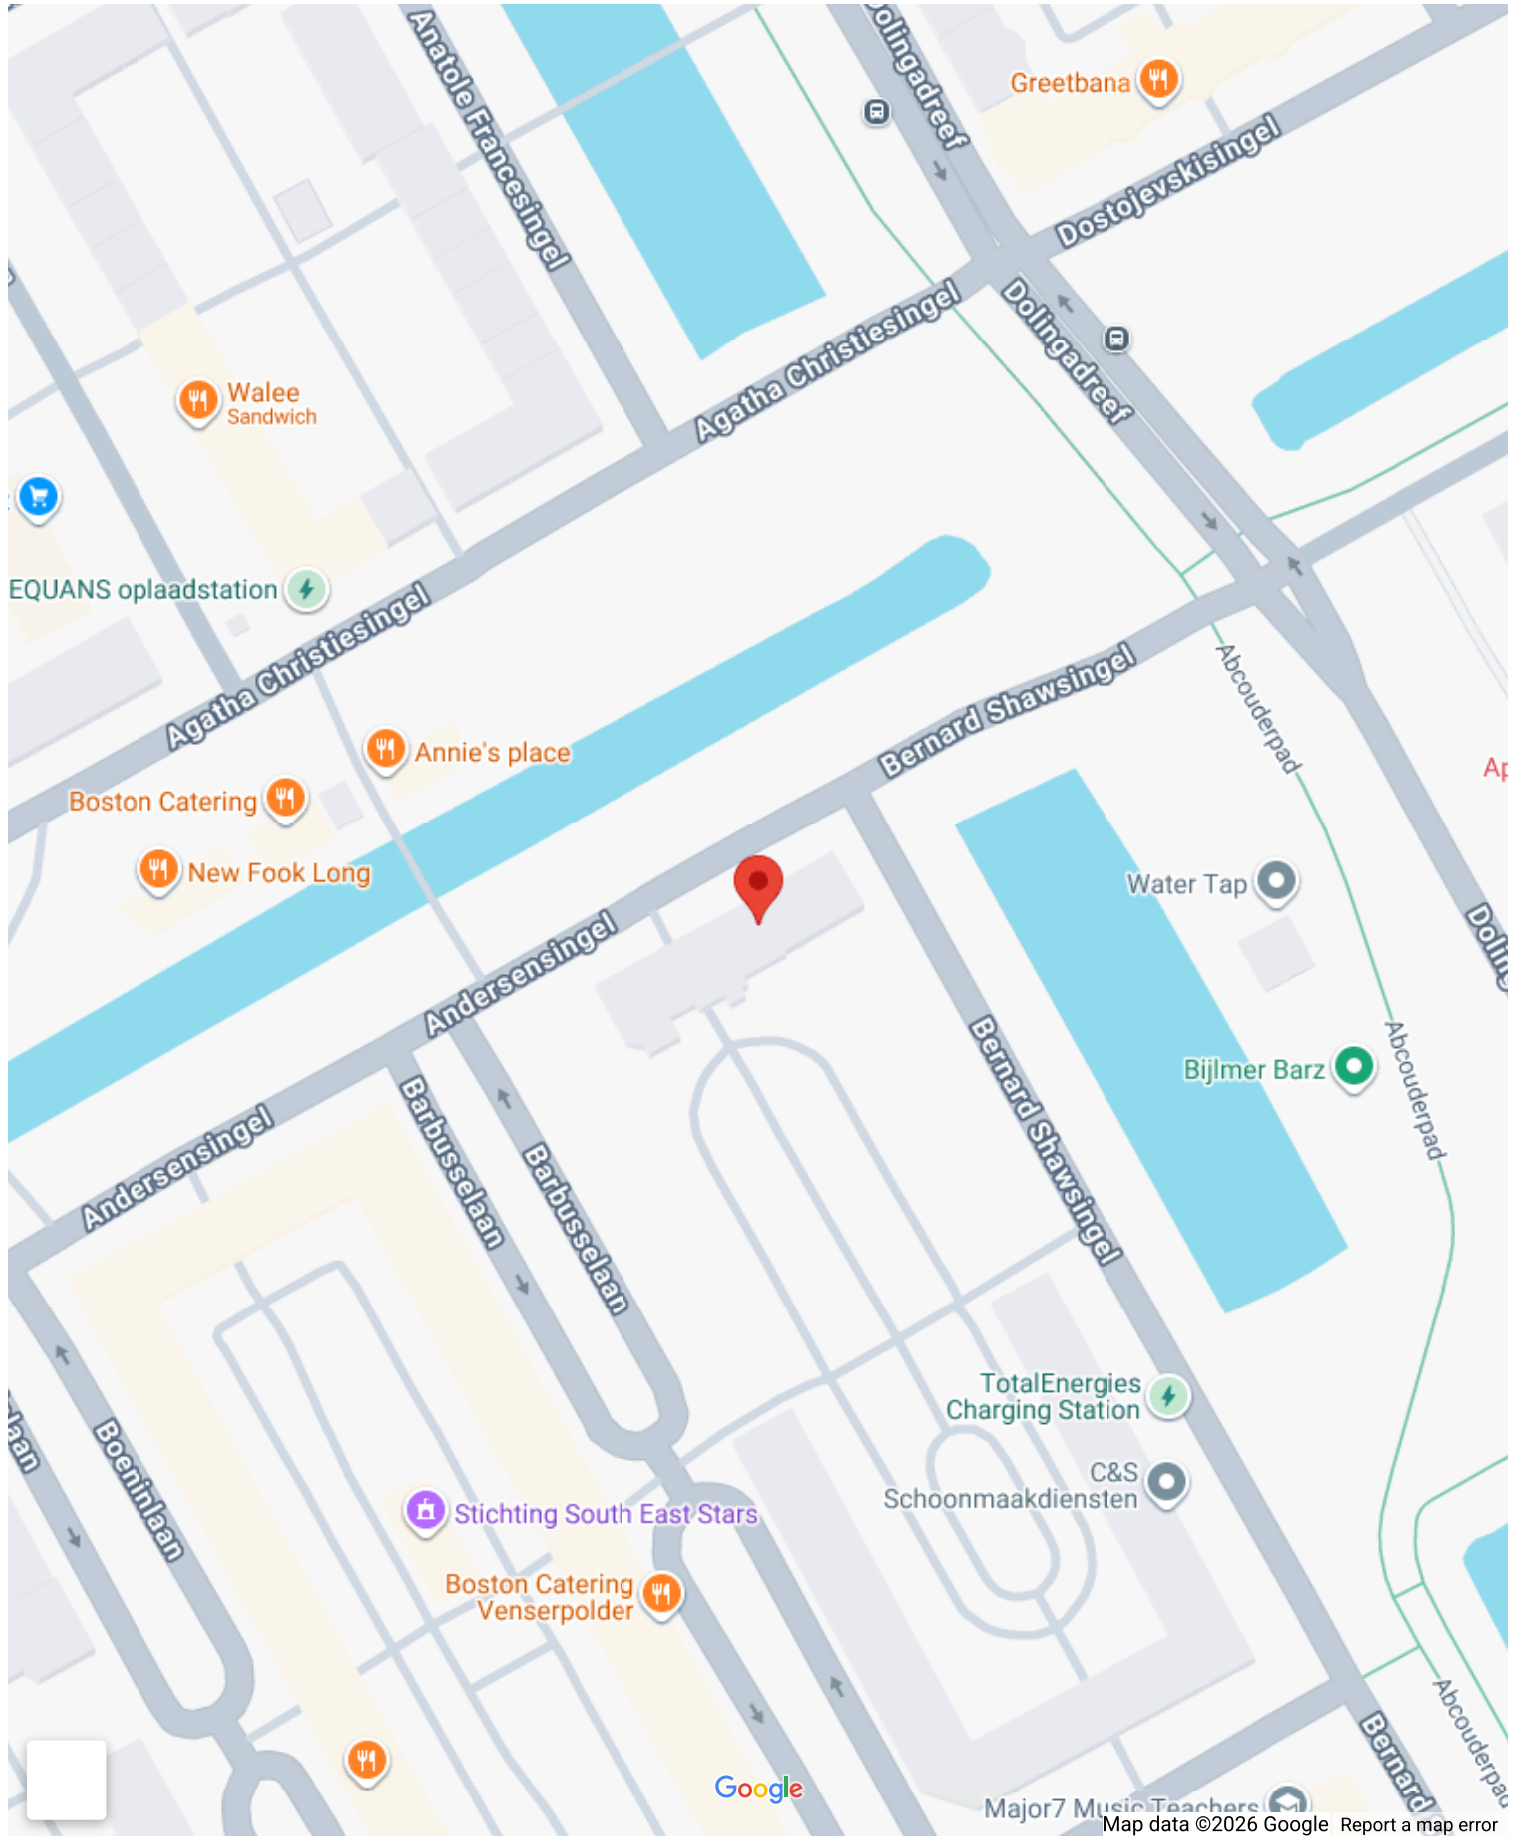 Anatole Francesingel
Dolingadreef
Greetbana
Dostojevskisingel
Agatha Christiesingel
Dolingadreef
Walee
Sandwich
EQUANS oplaadstation
Agatha Christiesingel
Abcouderpad
Bernard Shawsingel
Annie's place
Boston Catering
New Fook Long
Water Tap
Andersensingel
Bernard Shawsingel
Bijlmer Barz
Abcouderpad
Andersensingel
Barbusselaan
Barbusselaan
TotalEnergies
Charging Station
C&S
Schoonmaakdiensten
Boeninlaan
Stichting South East Stars
Boston Catering
Venserpolder
Abcouderpad
Bernard
Google
Major7 Music Teachers
Map data ©2026 Google
Report a map error